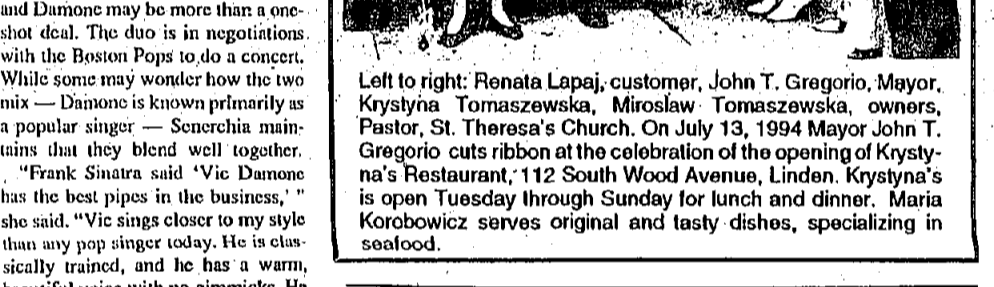 and Damone may be more than a one-
shot deal. The duo is in negotiations
with the Boston Pops to do a concert.
While some may wonder how the two
mix — Damone is known primarily as
a popular singer — Senerchia main-
tains that they blend well together.
"Frank Sinatra said 'Vic Damone
has the best pipes in the business,' "
she said. "Vic sings closer to my style
than any pop singer today. He is clas-
sically trained, and he has a warm,
beautiful voice with no gimmicks. He
Left to right: Renata Lapaj, customer, John T. Gregorio, Mayor,
Krystyna Tomaszewska, Miroslaw Tomaszewska, owners,
Pastor, St. Theresa's Church. On July 13, 1994 Mayor John T.
Gregorio cuts ribbon at the celebration of the opening of Krysty-
na's Restaurant, 112 South Wood Avenue, Linden. Krystyna's
is open Tuesday through Sunday for lunch and dinner. Maria
Korobowicz serves original and tasty dishes, specializing in
seafood.